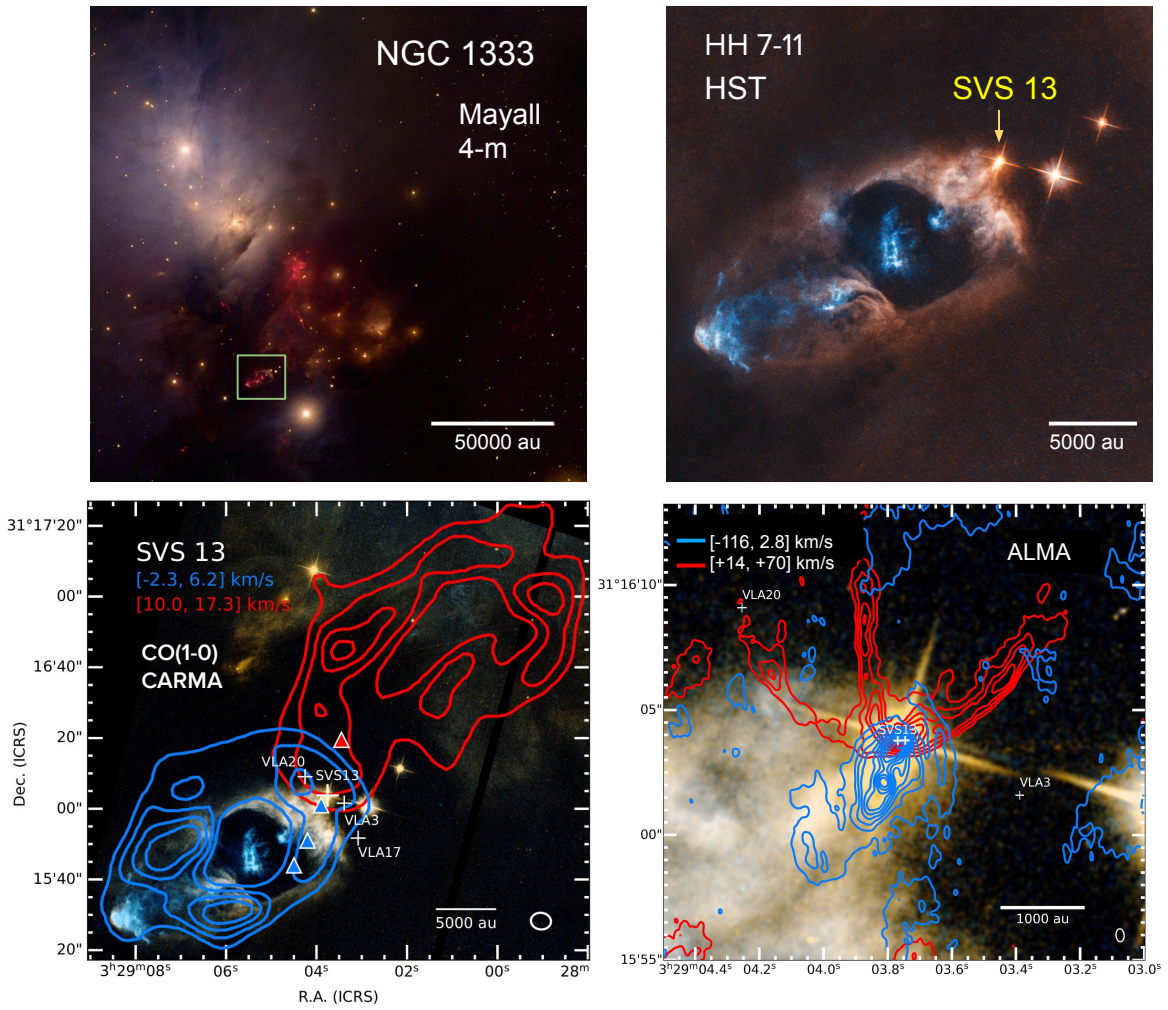 NGC 1333
Mayall
4-m
50000 au
HH 7-11
HST
SVS 13
5000 au
SVS 13
[-2.3, 6.2] km/s
[10.0, 17.3] km/s
CO(1-0)
CARMA
VLA20
SVS13
VLA3
VLA17
5000 au
31°17'20"
00"
16'40"
20"
00"
15'40"
20"
Dec. (ICRS)
3ʰ29ᵐ08ˢ
06ˢ
04ˢ
02ˢ
00ˢ
28ᵐ
R.A. (ICRS)
[-116, 2.8] km/s
[+14, +70] km/s
ALMA
VLA20
SVS13
VLA3
1000 au
31°16'10"
05"
00"
15'55"
3ʰ29ᵐ04.4ˢ
04.2ˢ
04.0ˢ
03.8ˢ
03.6ˢ
03.4ˢ
03.2ˢ
03.0ˢ